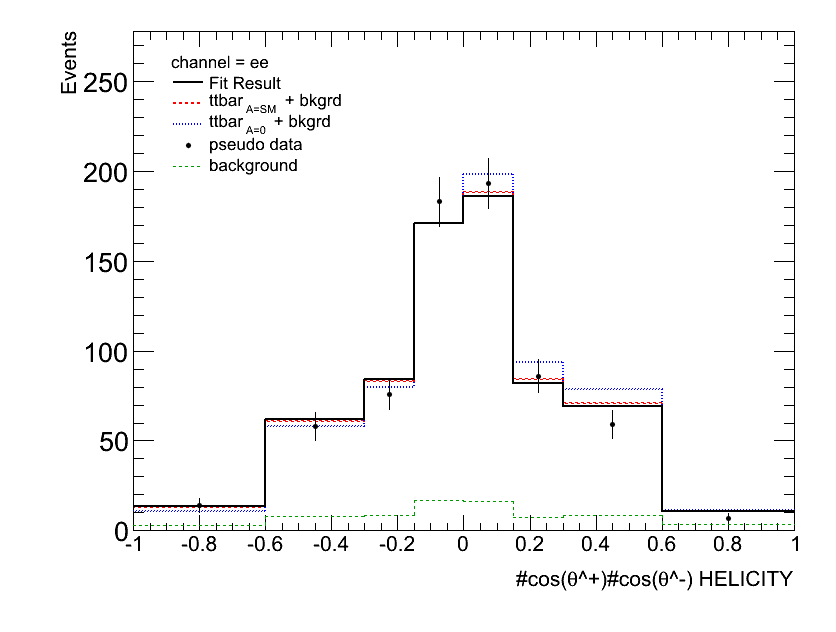 Events
250
200
150
100
50
0
channel = ee
Fit Result
ttbar A=SM + bkgrd
ttbar A=0 + bkgrd
pseudo data
background
-1 -0.8 -0.6 -0.4 -0.2 0 0.2 0.4 0.6 0.8 1
#cos(θ^+)#cos(θ^-) HELICITY